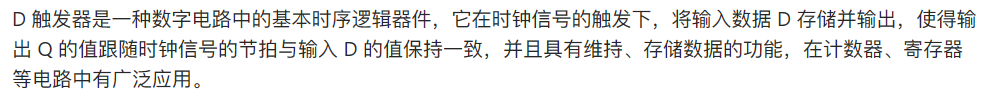 D 触发器是一种数字电路中的基本时序逻辑器件，它在时钟信号的触发下，将输入数据 D 存储并输出，使得输
出 Q 的值跟随时钟信号的节拍与输入 D 的值保持一致，并且具有维持、存储数据的功能，在计数器、寄存器
等电路中有广泛应用。